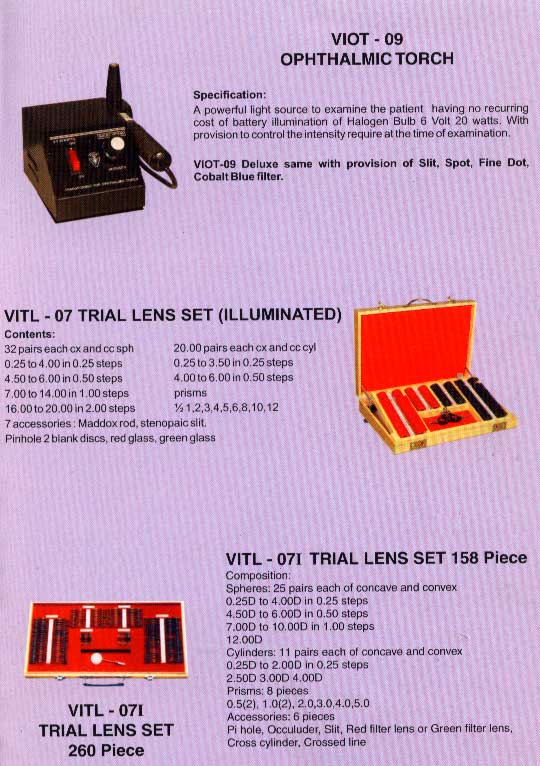 VIOT - 09
OPHTHALMIC TORCH
Specification:
A powerful light source to examine the patient having no recurring
cost of battery illumination of Halogen Bulb 6 Volt 20 watts. With
provision to control the intensity require at the time of examination.
VIOT-09 Deluxe same with provision of Slit, Spot, Fine Dot,
Cobalt Blue filter.
VITL - 07 TRIAL LENS SET (ILLUMINATED)
Contents:
32 pairs each cx and cc sph
0.25 to 4.00 in 0.25 steps
4.50 to 6.00 in 0.50 steps
7.00 to 14.00 in 1.00 steps
16.00 to 20.00 in 2.00 steps
20.00 pairs each cx and cc cyl
0.25 to 3.50 in 0.25 steps
4.00 to 6.00 in 0.50 steps
prisms
½ 1,2,3,4,5,6,8,10,12
7 accessories : Maddox rod, stenopaic slit,
Pinhole 2 blank discs, red glass, green glass
VITL - 07I TRIAL LENS SET 158 Piece
Composition:
Spheres: 25 pairs each of concave and convex
0.25D to 4.00D in 0.25 steps
4.50D to 6.00D in 0.50 steps
7.00D to 10.00D in 1.00 steps
12.00D
Cylinders: 11 pairs each of concave and convex
0.25D to 2.00D in 0.25 steps
2.50D 3.00D 4.00D
Prisms: 8 pieces
0.5(2), 1.0(2), 2.0,3.0,4.0,5.0
Accessories: 6 pieces
Pi hole, Occuluder, Slit, Red filter lens or Green filter lens,
Cross cylinder, Crossed line
VITL - 07I
TRIAL LENS SET
260 Piece